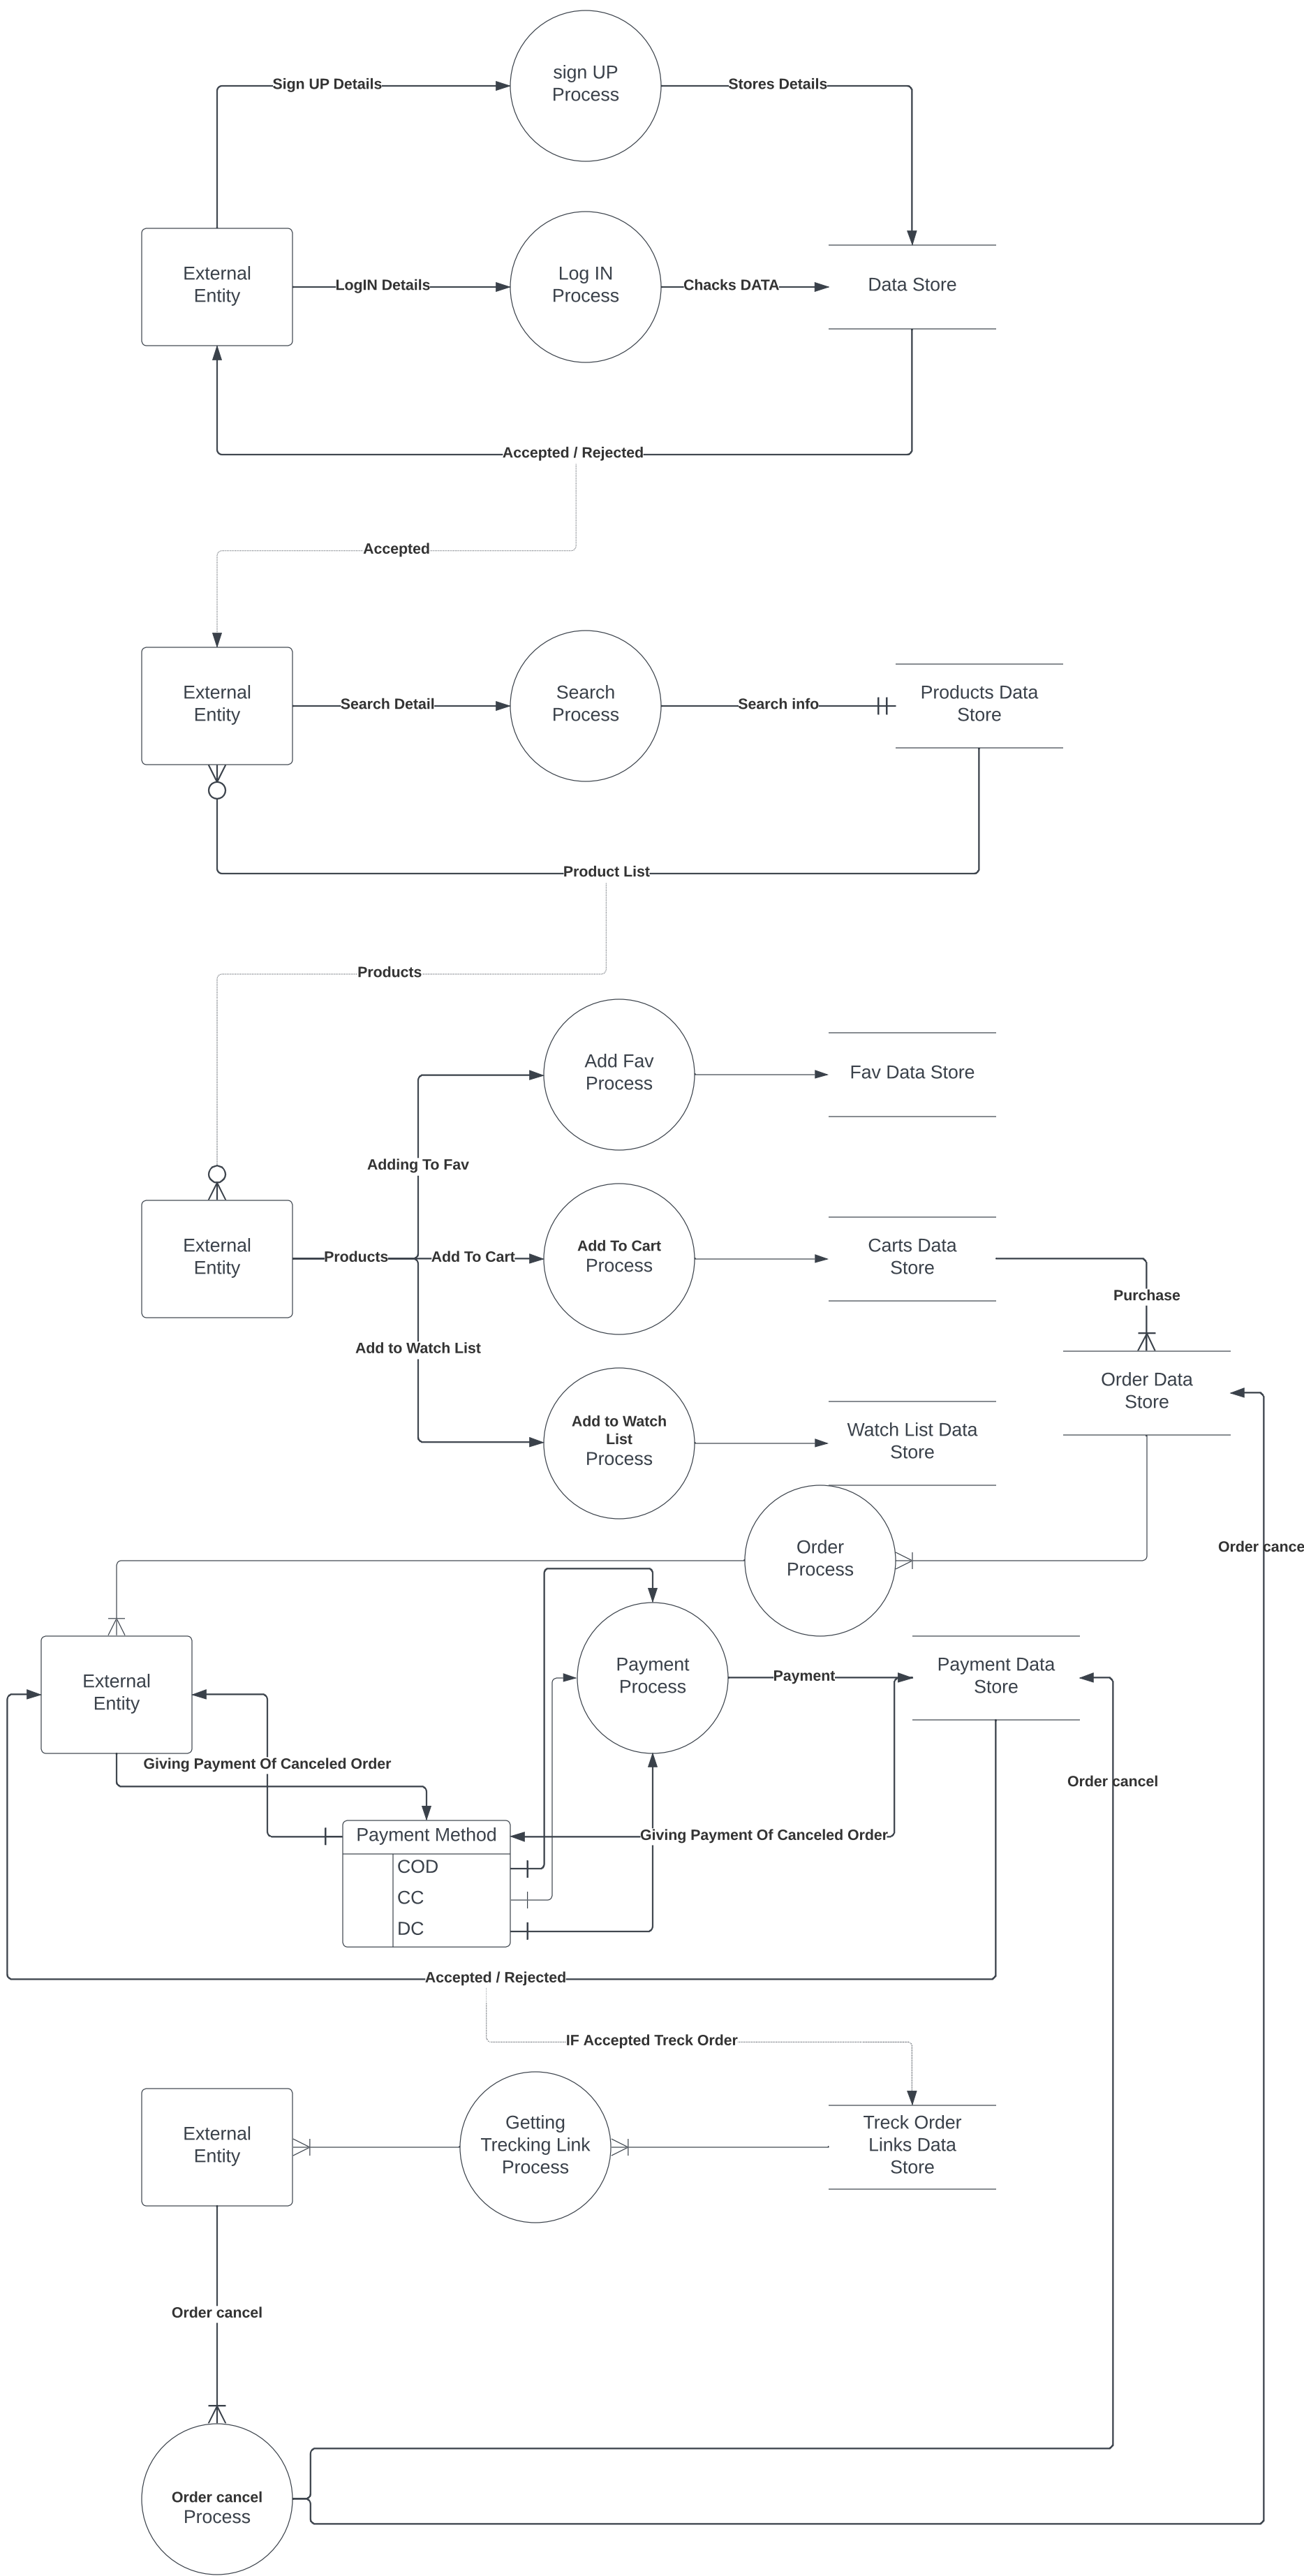 Sign UP Details
sign UP
Process
Stores Details
External
Entity
LogIN Details
Log IN
Process
Chacks DATA
Data Store
Accepted / Rejected
Accepted
External
Entity
Search Detail
Search
Process
Search info
Products Data
Store
Product List
Products
Add Fav
Process
Fav Data Store
Adding To Fav
External
Entity
Products
Add To Cart
Add To Cart
Process
Carts Data
Store
Purchase
Add to Watch List
Order Data
Store
Add to Watch
List
Process
Watch List Data
Store
Order
Process
Order cance
External
Entity
Payment
Process
Payment
Payment Data
Store
Giving Payment Of Canceled Order
Order cancel
Payment Method
Giving Payment Of Canceled Order
COD
CC
DC
Accepted / Rejected
IF Accepted Treck Order
External
Entity
Getting
Trecking Link
Process
Treck Order
Links Data
Store
Order cancel
Order cancel
Process